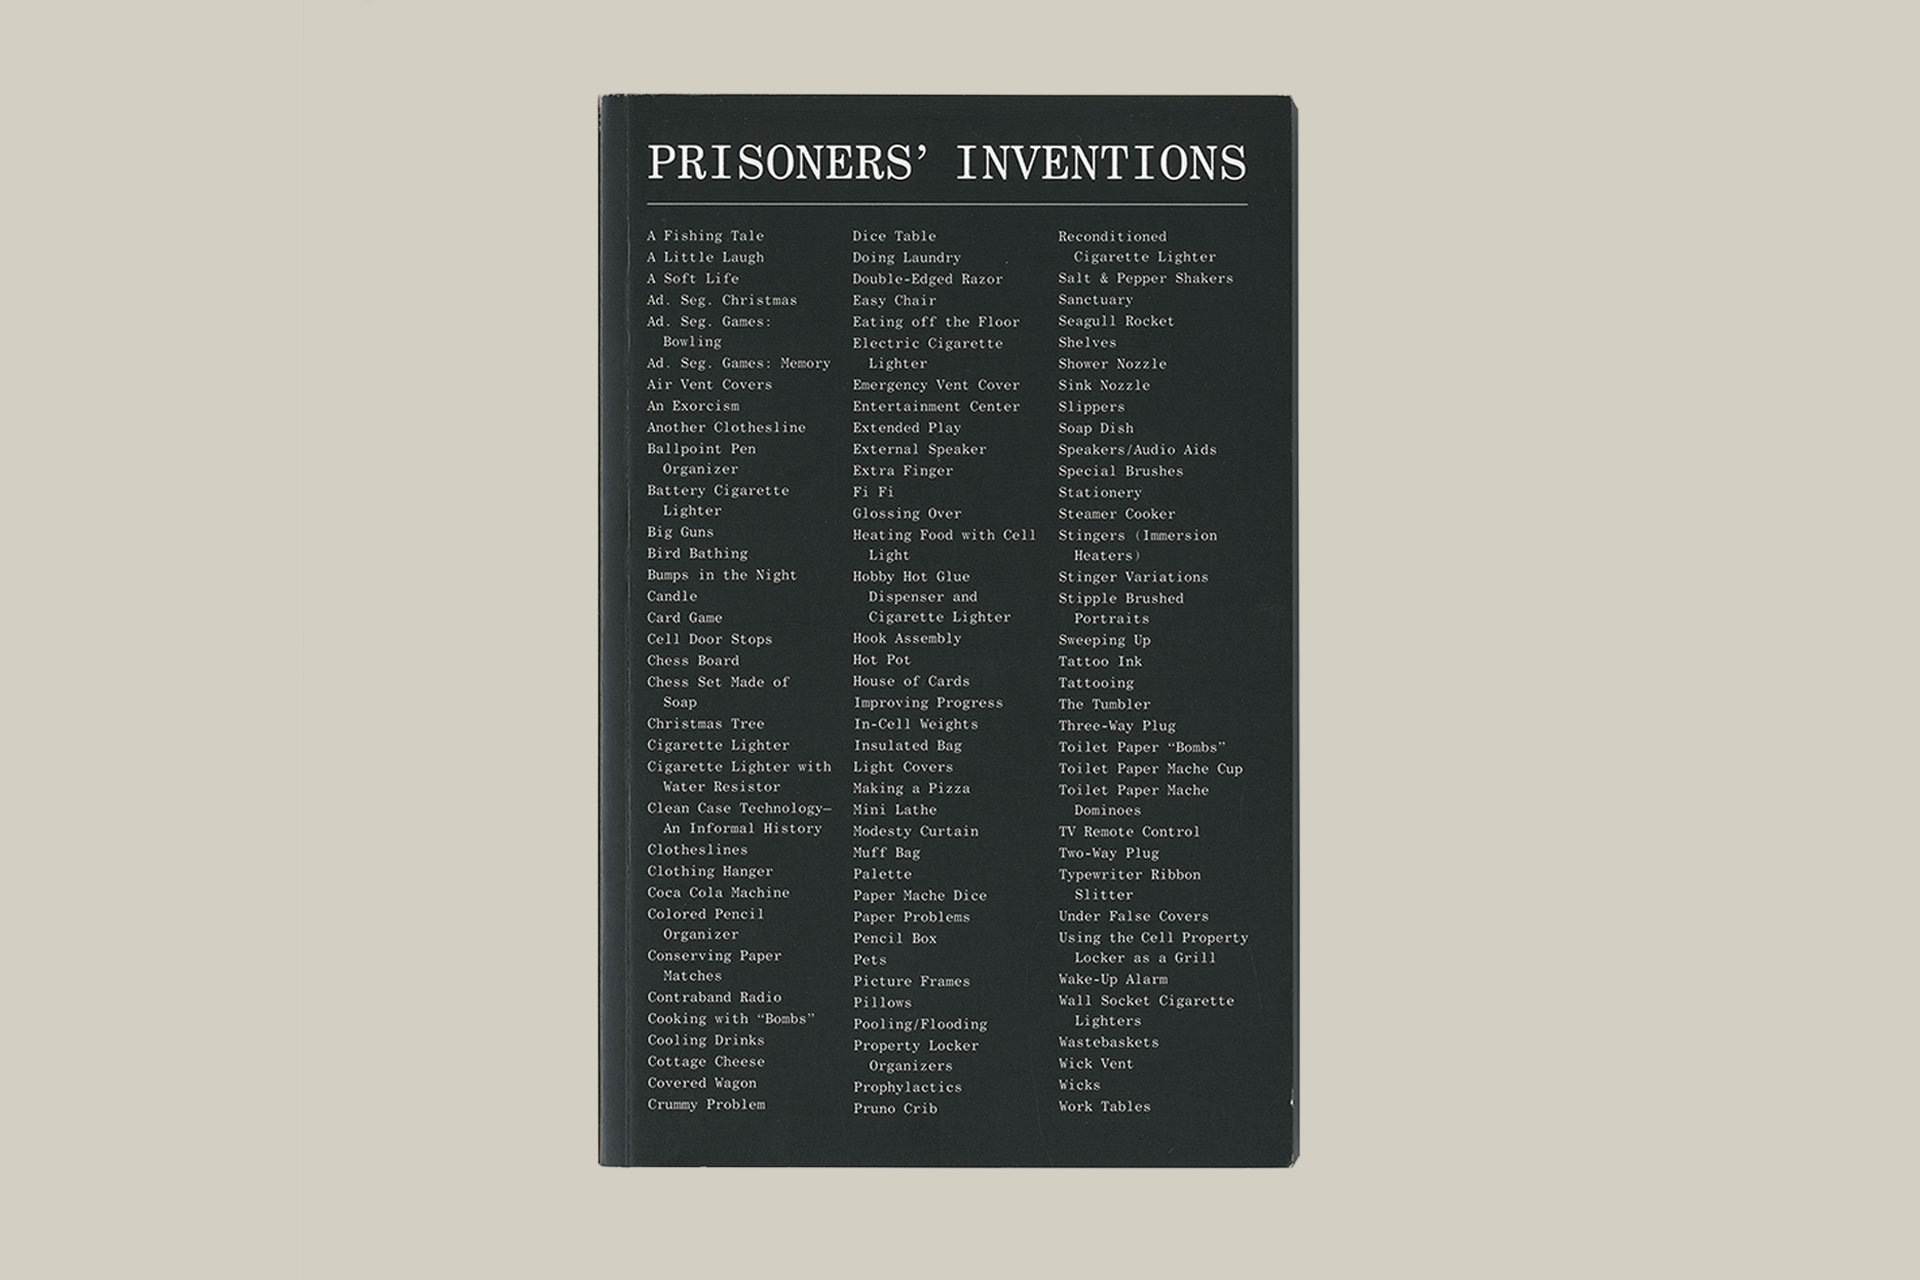 PRISONERS’ INVENTIONS
A Fishing Tale
A Little Laugh
A Soft Life
Ad. Seg. Christmas
Ad. Seg. Games:
Bowling
Ad. Seg. Games: Memory
Air Vent Covers
An Exorcism
Another Clothesline
Ballpoint Pen
Organizer
Battery Cigarette
Lighter
Big Guns
Bird Bathing
Bumps in the Night
Candle
Card Game
Cell Door Stops
Chess Board
Chess Set Made of
Soap
Christmas Tree
Cigarette Lighter
Cigarette Lighter with
Water Resistor
Clean Case Technology—
An Informal History
Clotheslines
Clothing Hanger
Coca Cola Machine
Colored Pencil
Organizer
Conserving Paper
Matches
Contraband Radio
Cooking with “Bombs”
Cooling Drinks
Cottage Cheese
Covered Wagon
Crummy Problem
Dice Table
Doing Laundry
Double-Edged Razor
Easy Chair
Eating off the Floor
Electric Cigarette
Lighter
Emergency Vent Cover
Entertainment Center
Extended Play
External Speaker
Extra Finger
Fi Fi
Glossing Over
Heating Food with Cell
Light
Hobby Hot Glue
Dispenser and
Cigarette Lighter
Hook Assembly
Hot Pot
House of Cards
Improving Progress
In-Cell Weights
Insulated Bag
Light Covers
Making a Pizza
Mini Lathe
Modesty Curtain
Muff Bag
Palette
Paper Mache Dice
Paper Problems
Pencil Box
Pets
Picture Frames
Pillows
Pooling/Flooding
Property Locker
Organizers
Prophylactics
Pruno Crib
Reconditioned
Cigarette Lighter
Salt & Pepper Shakers
Sanctuary
Seagull Rocket
Shelves
Shower Nozzle
Sink Nozzle
Slippers
Soap Dish
Speakers/Audio Aids
Special Brushes
Stationery
Steamer Cooker
Stingers (Immersion
Heaters)
Stinger Variations
Stipple Brushed
Portraits
Sweeping Up
Tattoo Ink
Tattooing
The Tumbler
Three-Way Plug
Toilet Paper “Bombs”
Toilet Paper Mache Cup
Toilet Paper Mache
Dominoes
TV Remote Control
Two-Way Plug
Typewriter Ribbon
Slitter
Under False Covers
Using the Cell Property
Locker as a Grill
Wake-Up Alarm
Wall Socket Cigarette
Lighters
Wastebaskets
Wick Vent
Wicks
Work Tables